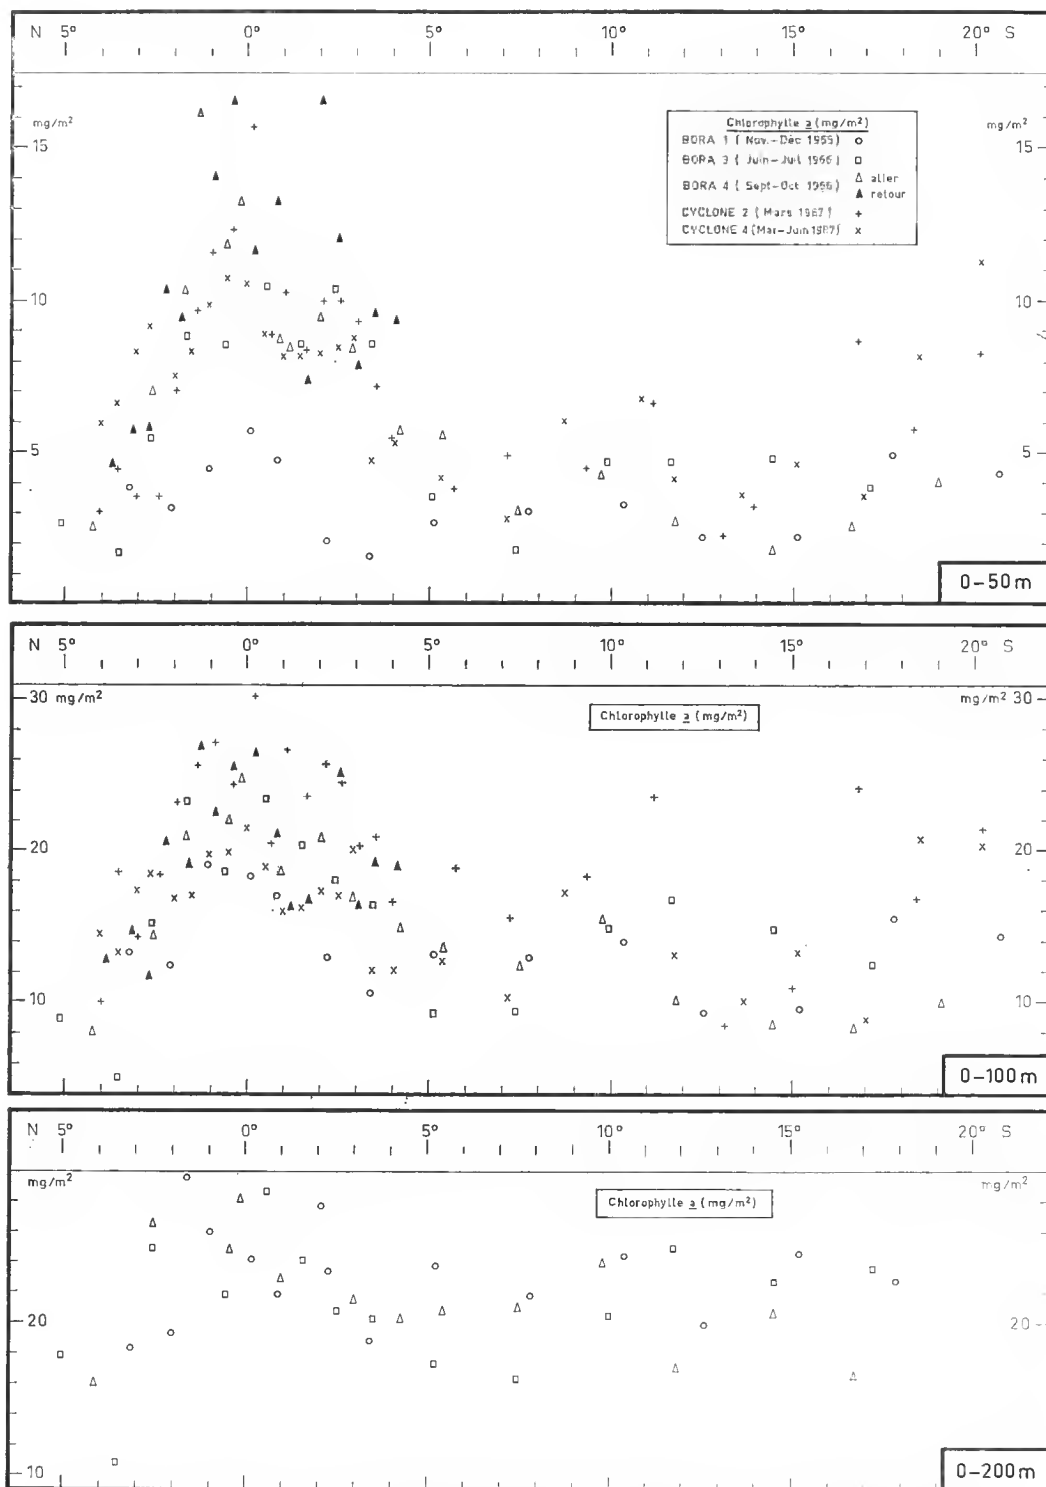 N 5° 0° 5° 10° 15° 20° S
mg/m² mg/m²
15 15
10 10
5 5
Chlorophylle a (mg/m²)
BORA 1 ( Nov.-Déc 1965)
BORA 3 ( Juin-Juil 1966)
BORA 4 ( Sept-Oct 1966) aller
retour
CYCLONE 2 ( Mars 1967)
CYCLONE 4 (Mai-Juin 1967)
0-50 m
N 5° 0° 5° 10° 15° 20° S
30 mg/m² mg/m² 30
Chlorophylle a (mg/m²)
20 20
10 10
0-100 m
N 5° 0° 5° 10° 15° 20° S
mg/m² mg/m²
Chlorophylle a (mg/m²)
20 20
10
0-200 m